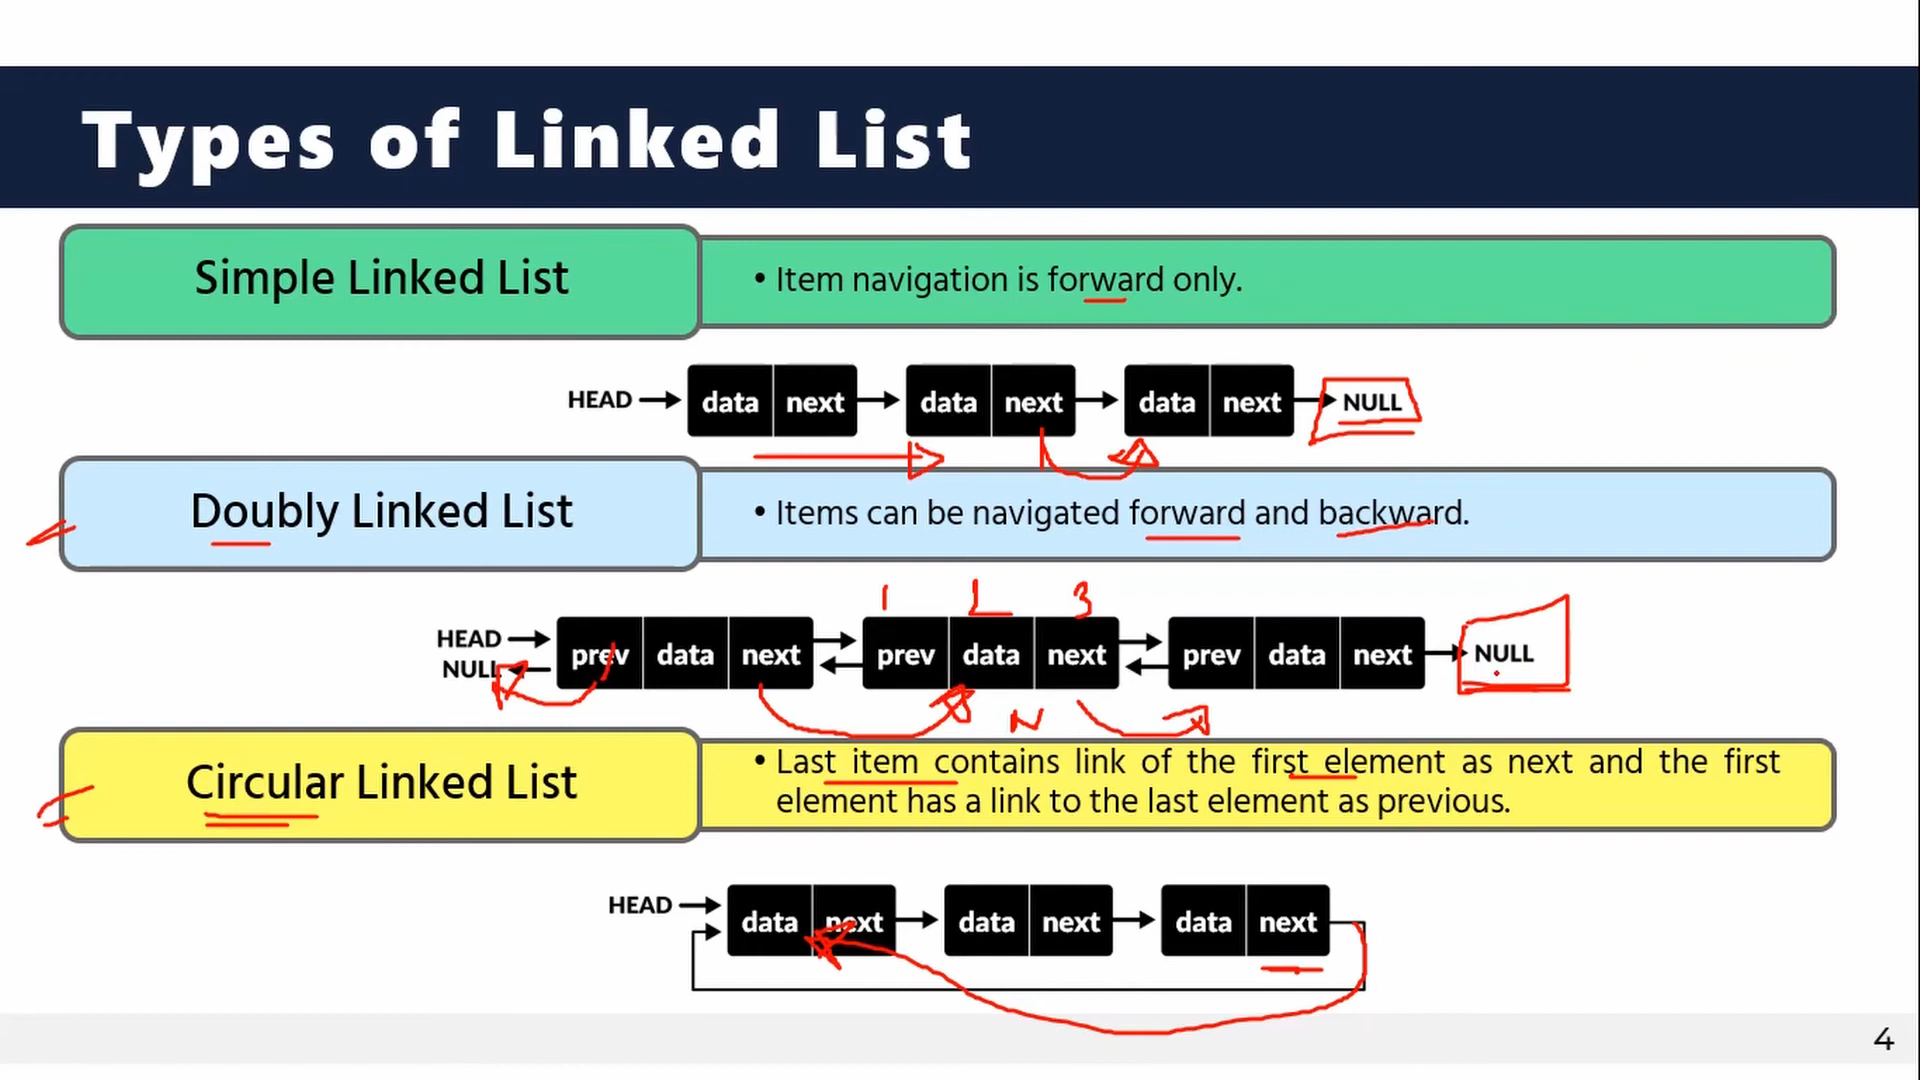 Types of Linked List
Simple Linked List
• Item navigation is forward only.
HEAD data next data next data next NULL
Doubly Linked List
• Items can be navigated forward and backward.
1 2 3
HEAD prev data next prev data next prev data next NULL
NULL
N
Circular Linked List
• Last item contains link of the first element as next and the first
element has a link to the last element as previous.
HEAD data next data next data next
4